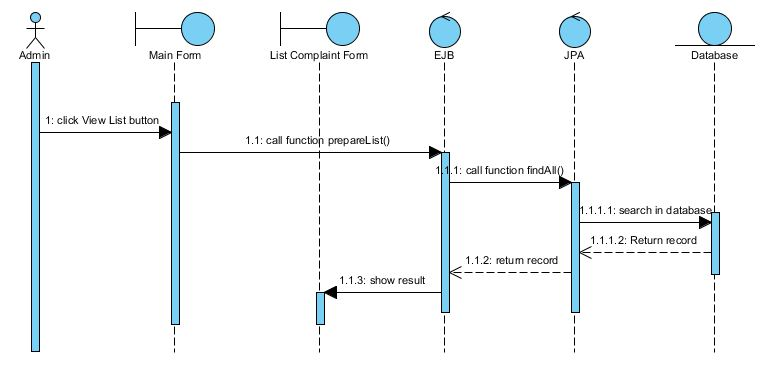 Admin
Main Form
List Complaint Form
EJB
JPA
Database
1: click View List button
1.1: call function prepareList()
1.1.1: call function findAll()
1.1.1.1: search in database
1.1.1.2: Return record
1.1.2: return record
1.1.3: show result